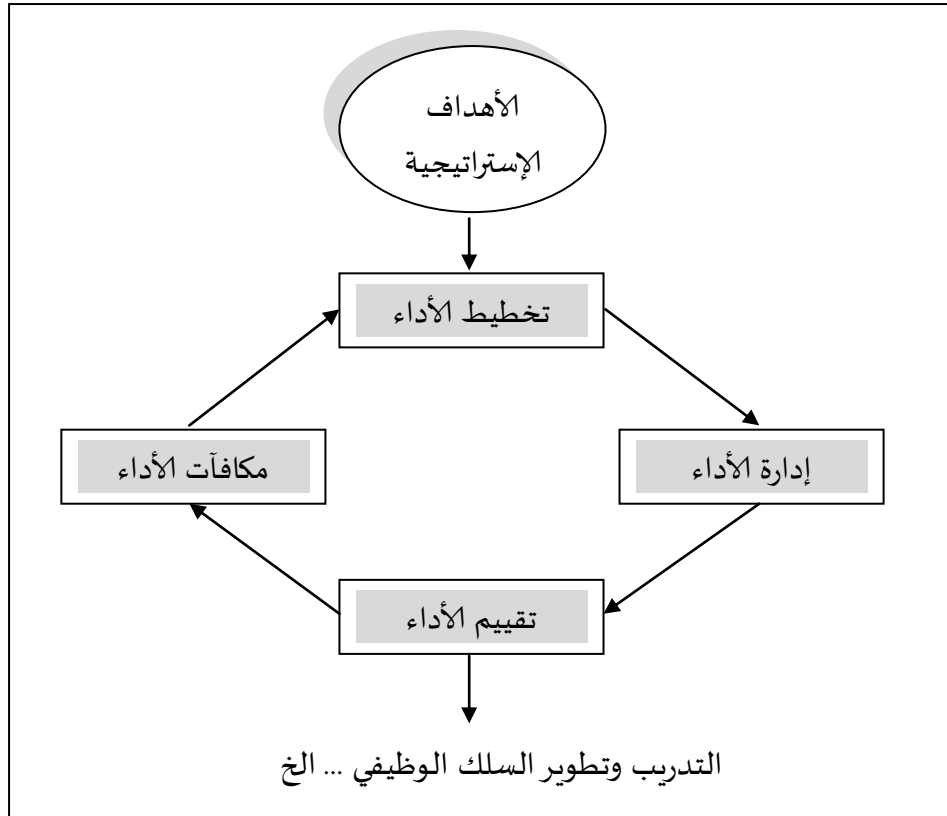 الأهداف
الإستراتيجية
تخطيط الأداء
إدارة الأداء
مكافآت الأداء
تقييم الأداء
التدريب وتطوير السلك الوظيفي ... الخ